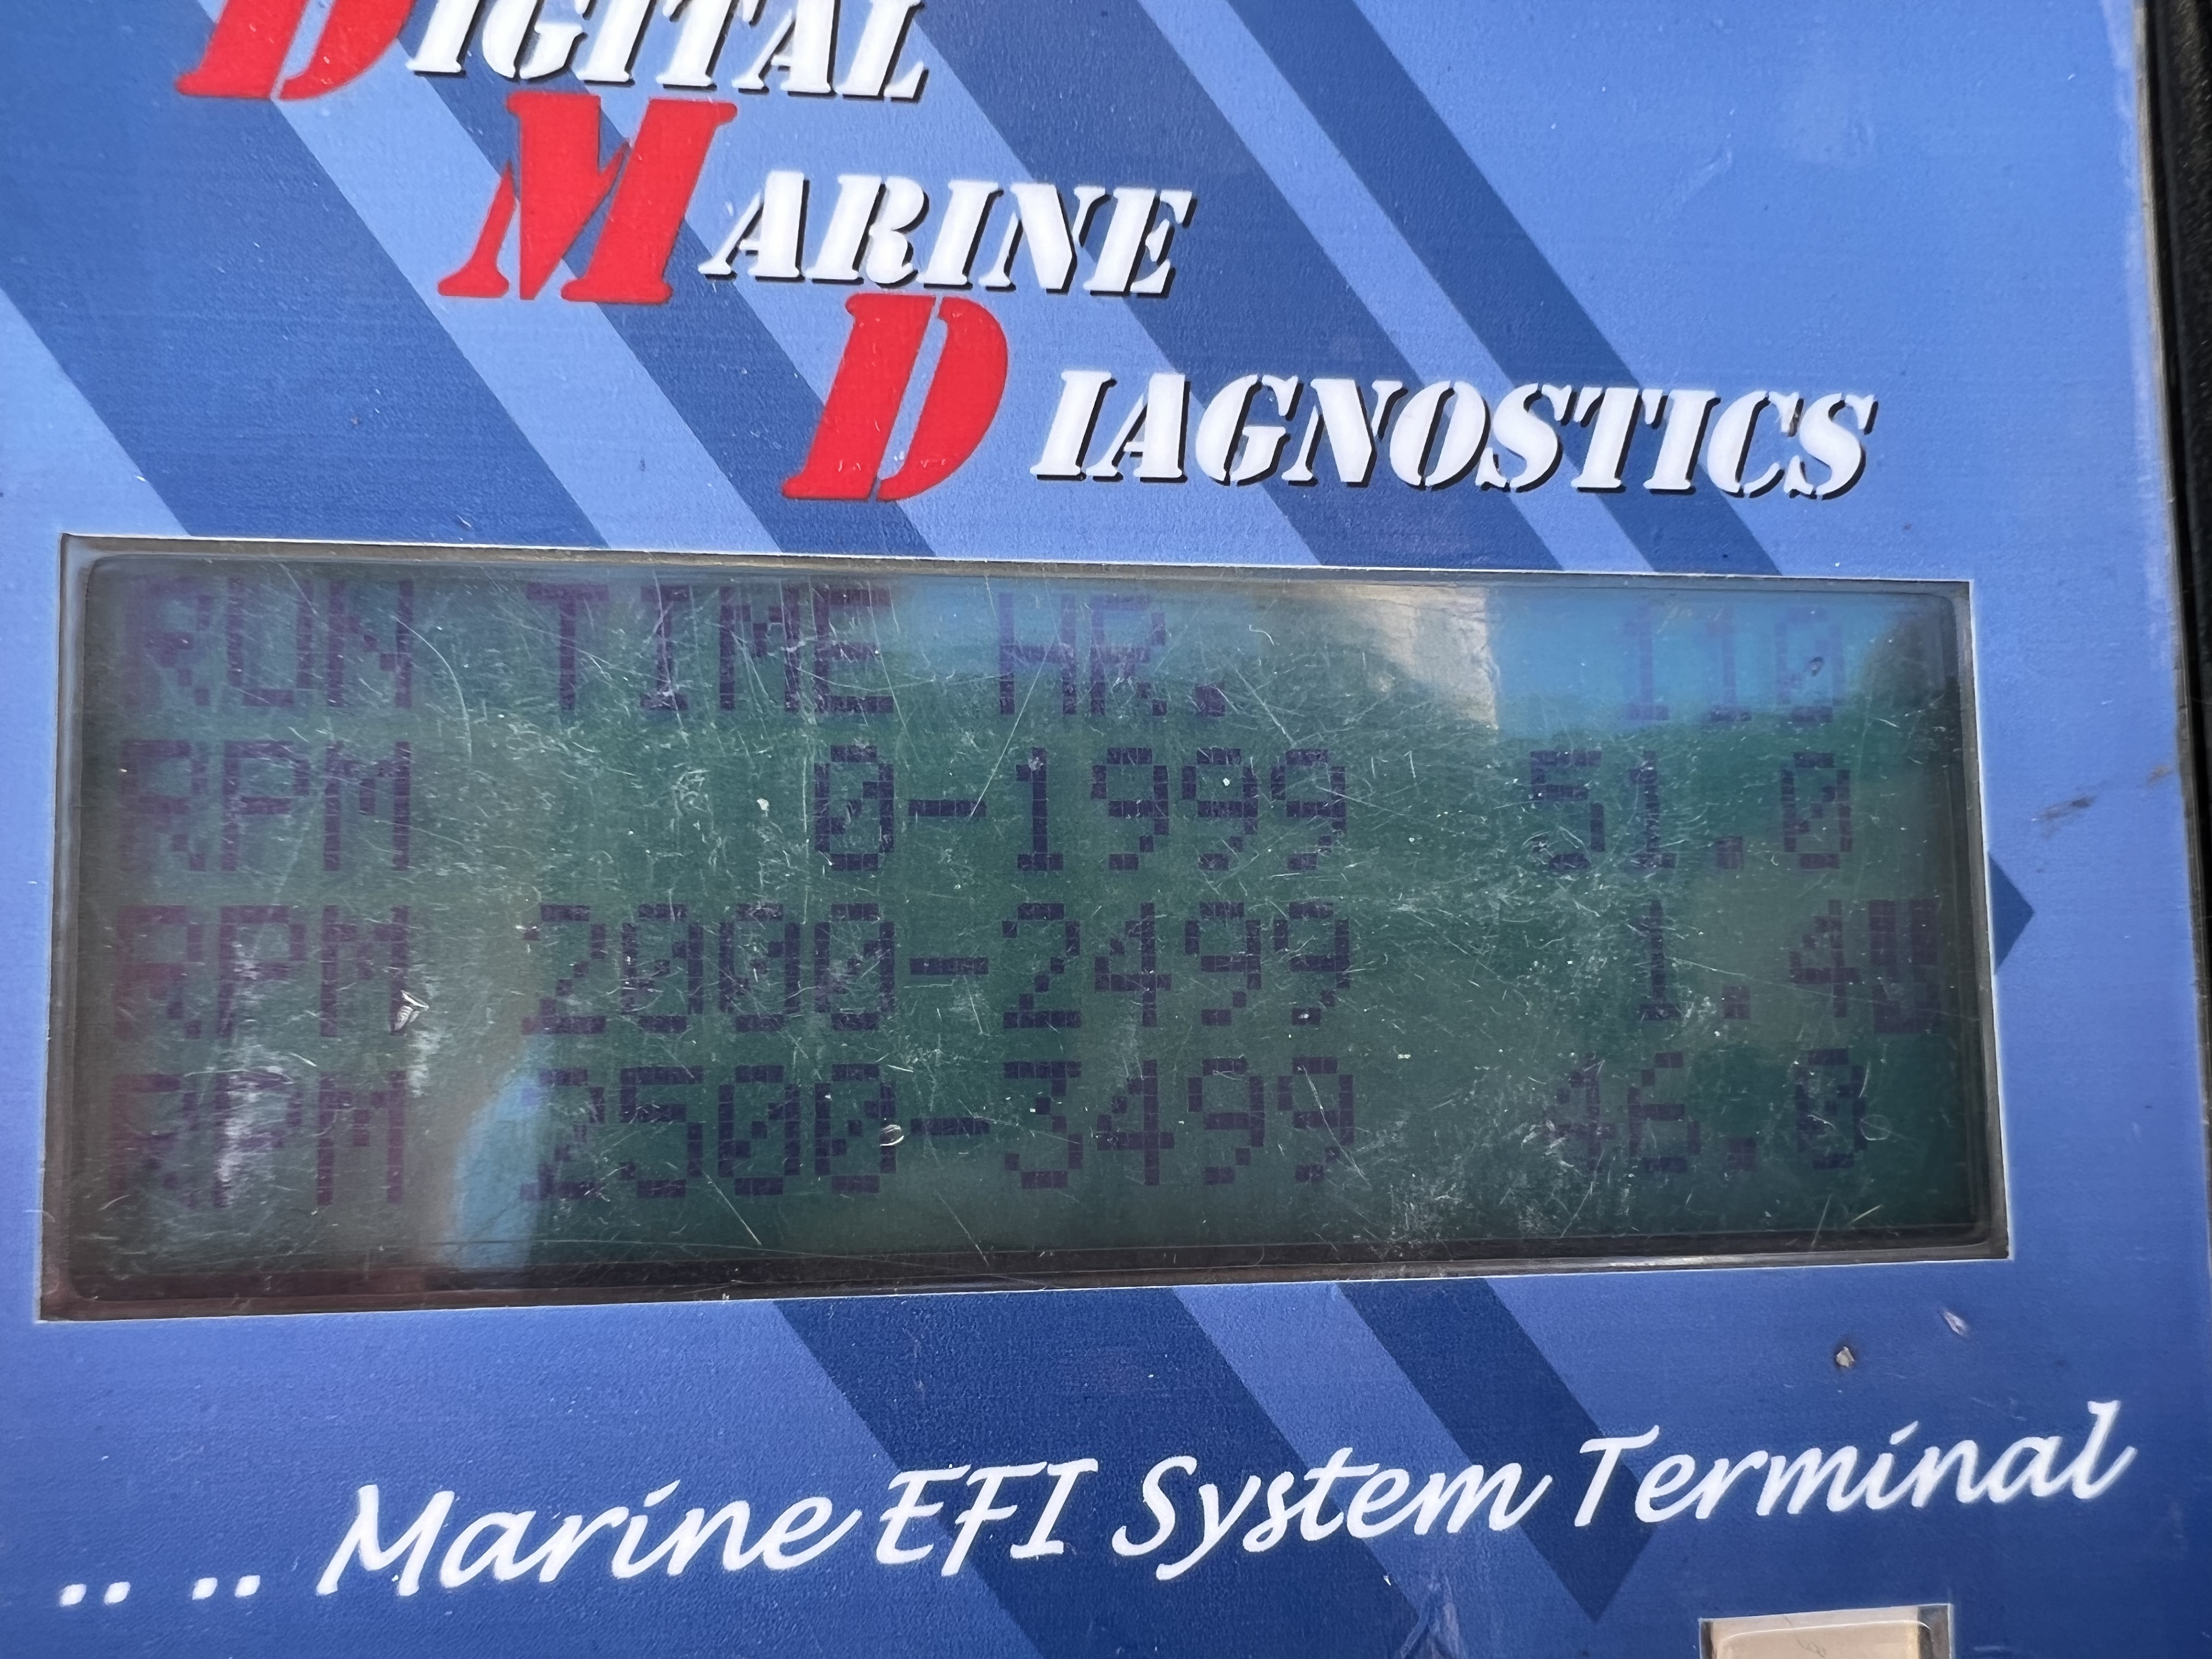 DIGITAL
MARINE
DIAGNOSTICS
RUN TIME HR. 110
RPM 0-1999 51.0
RPM 2000-2499 1.4
RPM 2500-3499 46.0
.. .. Marine EFI System Terminal